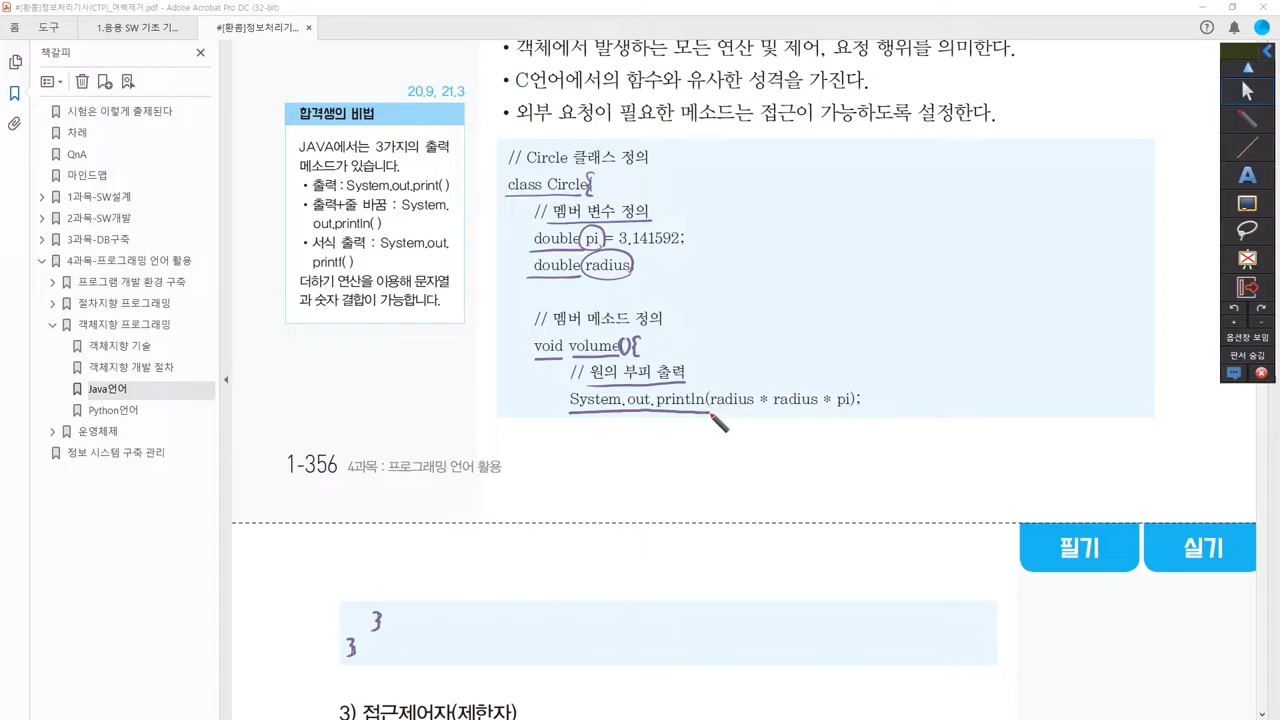 #[환콤]정보처리기사(CTP)_여백제거.pdf - Adobe Acrobat Pro DC (32-bit)
홈 도구 1.응용 SW 기초 기... #[환콤]정보처리기... ×
책갈피
시험은 이렇게 출제된다
차례
QnA
마인드맵
1과목-SW설계
2과목-SW개발
3과목-DB구축
4과목-프로그래밍 언어 활용
프로그램 개발 환경 구축
절차지향 프로그래밍
객체지향 프로그래밍
객체지향 기술
객체지향 개발 절차
Java언어
Python언어
운영체제
정보 시스템 구축 관리
20.9, 21.3
합격생의 비법
JAVA에서는 3가지의 출력
메소드가 있습니다.
• 출력 : System.out.print( )
• 출력+줄 바꿈 : System.
out.println( )
• 서식 출력 : System.out.
printf( )
더하기 연산을 이용해 문자열
과 숫자 결합이 가능합니다.
• 객체에서 발생하는 모든 연산 및 제어, 요청 행위를 의미한다.
• C언어에서의 함수와 유사한 성격을 가진다.
• 외부 요청이 필요한 메소드는 접근이 가능하도록 설정한다.
// Circle 클래스 정의
class Circle{
// 멤버 변수 정의
double pi = 3.141592;
double radius;
// 멤버 메소드 정의
void volume(){
// 원의 부피 출력
System.out.println(radius * radius * pi);
1-356 4과목 : 프로그래밍 언어 활용
필기 실기
}
}
3) 접근제어자(제한자)
A
옵션창 보임
판서 숨김